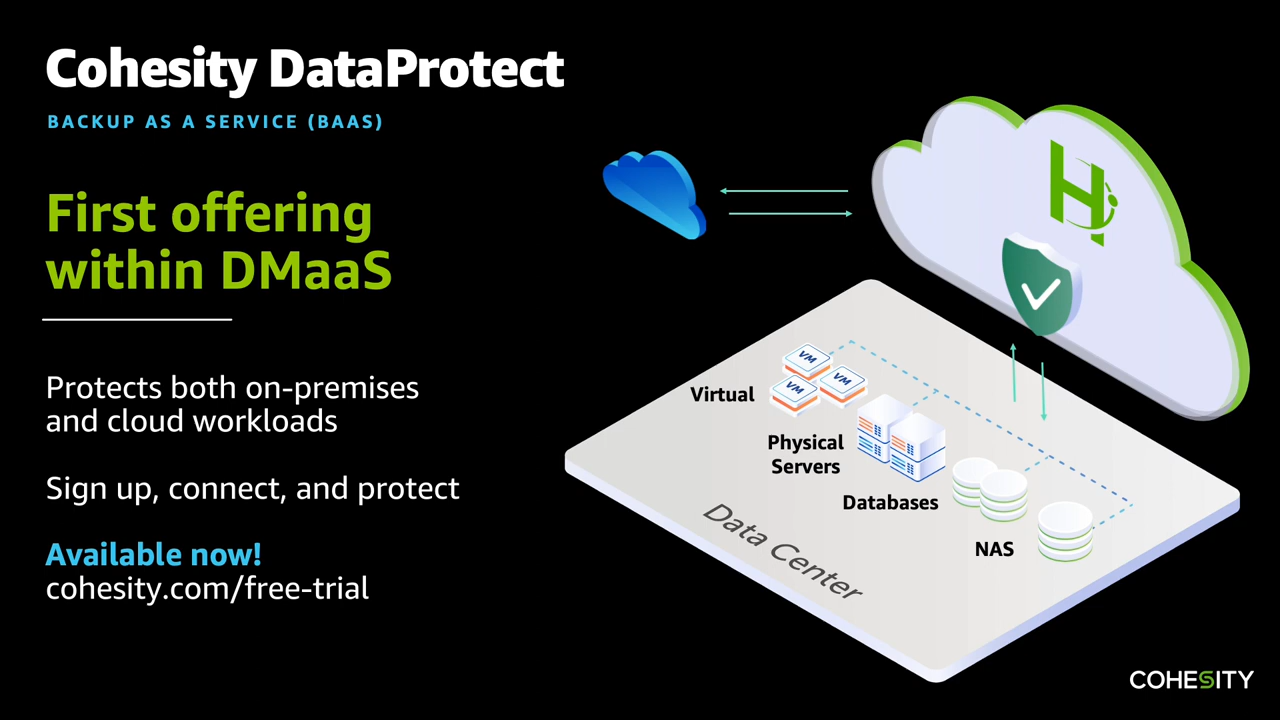 Cohesity DataProtect
BACKUP AS A SERVICE (BAAS)
First offering
within DMaaS
Protects both on-premises
and cloud workloads
Sign up, connect, and protect
Available now!
cohesity.com/free-trial
H
VM
VM
VM
Virtual
Physical
Servers
Databases
NAS
Data Center
COHESITY